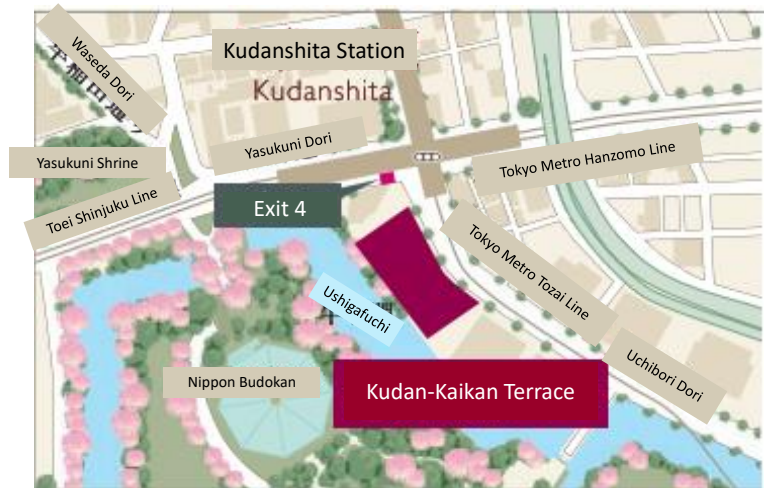 Kudanshita Station
Kudanshita
Waseda Dori
Yasukuni Dori
Yasukuni Shrine
Tokyo Metro Hanzomo Line
Toei Shinjuku Line
Exit 4
Tokyo Metro Tozai Line
Ushigafuchi
Uchibori Dori
Nippon Budokan
Kudan-Kaikan Terrace